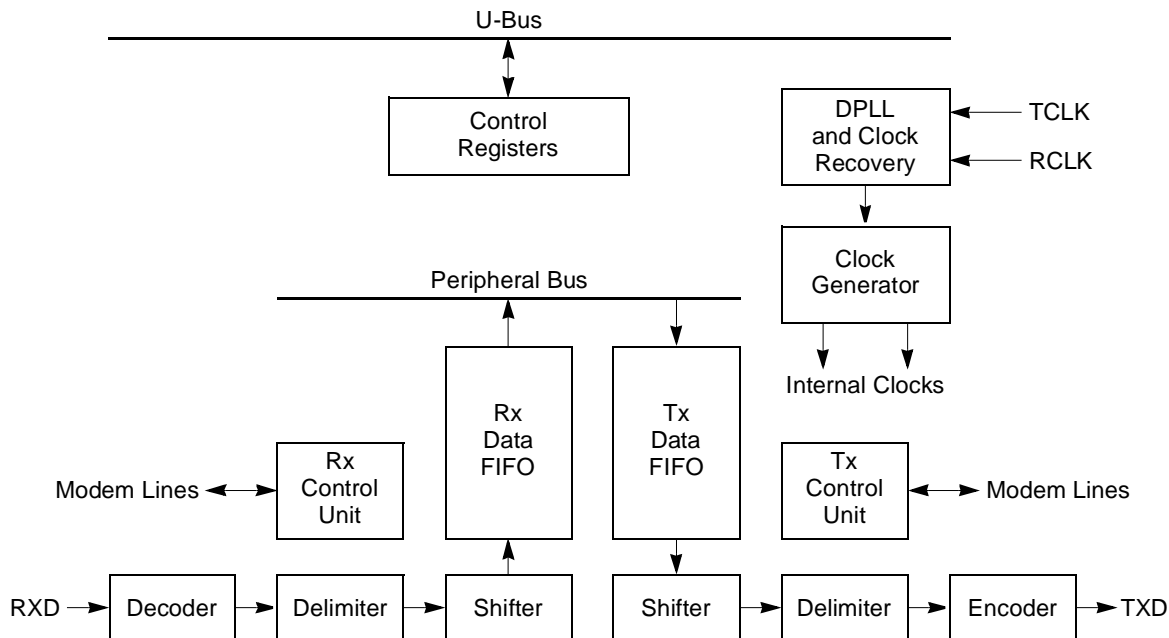 U-Bus
Control
Registers
DPLL
and Clock
Recovery
TCLK
RCLK
Clock
Generator
Internal Clocks
Peripheral Bus
Rx
Data
FIFO
Tx
Data
FIFO
Modem Lines
Rx
Control
Unit
Tx
Control
Unit
Modem Lines
RXD
Decoder
Delimiter
Shifter
Shifter
Delimiter
Encoder
TXD